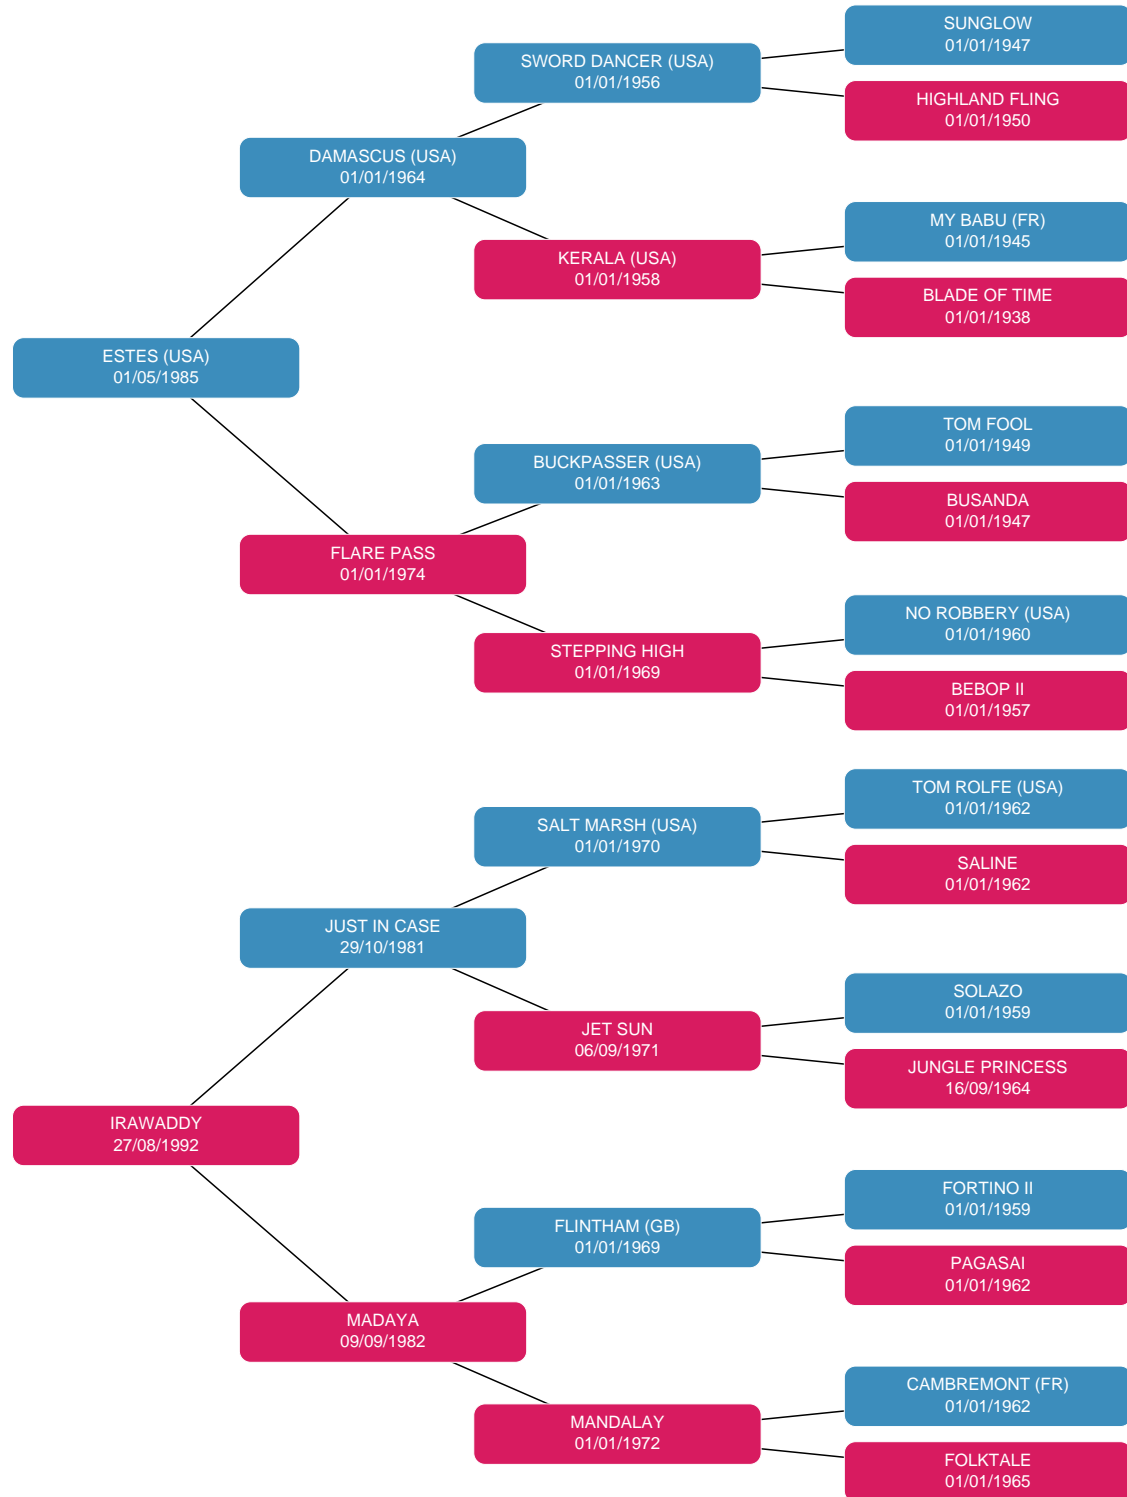 SUNGLOW
01/01/1947
SWORD DANCER (USA)
01/01/1956
HIGHLAND FLING
01/01/1950
DAMASCUS (USA)
01/01/1964
MY BABU (FR)
01/01/1945
KERALA (USA)
01/01/1958
BLADE OF TIME
01/01/1938
ESTES (USA)
01/05/1985
TOM FOOL
01/01/1949
BUCKPASSER (USA)
01/01/1963
BUSANDA
01/01/1947
FLARE PASS
01/01/1974
NO ROBBERY (USA)
01/01/1960
STEPPING HIGH
01/01/1969
BEBOP II
01/01/1957
TOM ROLFE (USA)
01/01/1962
SALT MARSH (USA)
01/01/1970
SALINE
01/01/1962
JUST IN CASE
29/10/1981
SOLAZO
01/01/1959
JET SUN
06/09/1971
JUNGLE PRINCESS
16/09/1964
IRAWADDY
27/08/1992
FORTINO II
01/01/1959
FLINTHAM (GB)
01/01/1969
PAGASAI
01/01/1962
MADAYA
09/09/1982
CAMBREMONT (FR)
01/01/1962
MANDALAY
01/01/1972
FOLKTALE
01/01/1965